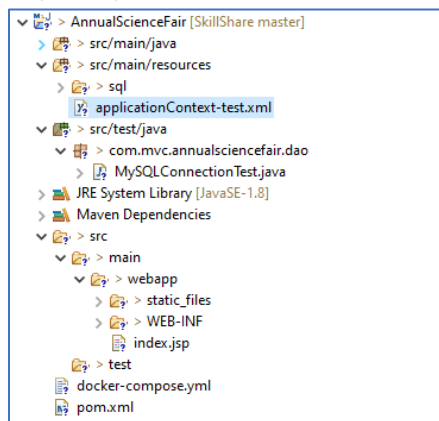 > AnnualScienceFair [SkillShare master]
> src/main/java
> src/main/resources
> sql
applicationContext-test.xml
> src/test/java
> com.mvc.annualsciencefair.dao
> MySQLConnectionTest.java
JRE System Library [JavaSE-1.8]
Maven Dependencies
> src
> main
> webapp
> static_files
> WEB-INF
index.jsp
> test
docker-compose.yml
pom.xml